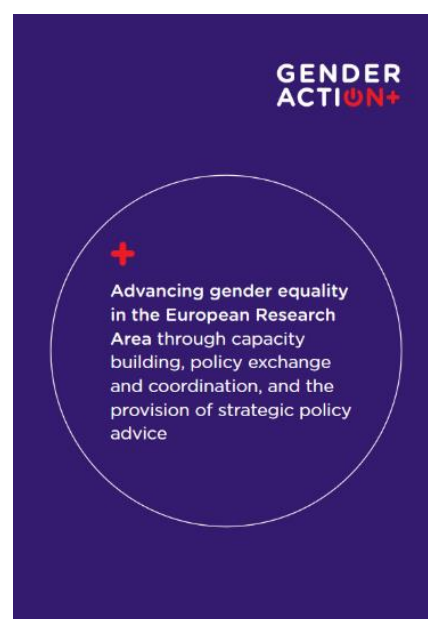 GENDER
ACTION+
Advancing gender equality
in the European Research
Area through capacity
building, policy exchange
and coordination, and the
provision of strategic policy
advice